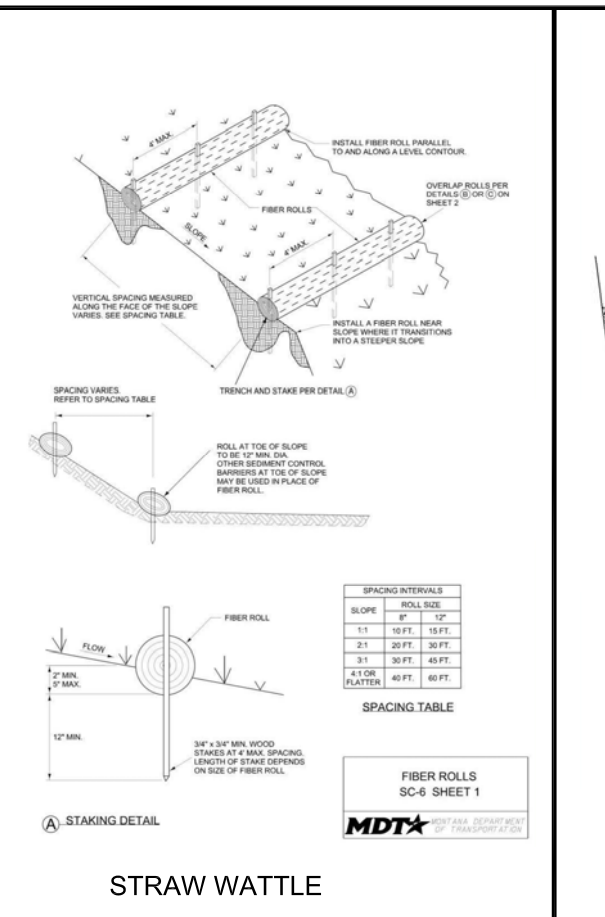 4' MAX.
INSTALL FIBER ROLL PARALLEL
TO AND ALONG A LEVEL CONTOUR.
OVERLAP ROLLS PER
DETAILS Ⓑ OR Ⓒ ON
SHEET 2
FIBER ROLLS
SLOPE
4' MAX.
VERTICAL SPACING MEASURED
ALONG THE FACE OF THE SLOPE
VARIES. SEE SPACING TABLE.
INSTALL A FIBER ROLL NEAR
SLOPE WHERE IT TRANSITIONS
INTO A STEEPER SLOPE
TRENCH AND STAKE PER DETAIL Ⓐ
SPACING VARIES.
REFER TO SPACING TABLE
ROLL AT TOE OF SLOPE
TO BE 12" MIN. DIA.
OTHER SEDIMENT CONTROL
BARRIERS AT TOE OF SLOPE
MAY BE USED IN PLACE OF
FIBER ROLL.
FIBER ROLL
FLOW
2" MIN.
5" MAX.
12" MIN.
3/4" x 3/4" MIN. WOOD
STAKES AT 4' MAX. SPACING.
LENGTH OF STAKE DEPENDS
ON SIZE OF FIBER ROLL
Ⓐ STAKING DETAIL
SPACING INTERVALS
SLOPE ROLL SIZE
8" 12"
1:1 10 FT. 15 FT.
2:1 20 FT. 30 FT.
3:1 30 FT. 45 FT.
4:1 OR
FLATTER 40 FT. 60 FT.
SPACING TABLE
FIBER ROLLS
SC-6 SHEET 1
MDT MONTANA DEPARTMENT
OF TRANSPORTATION
STRAW WATTLE